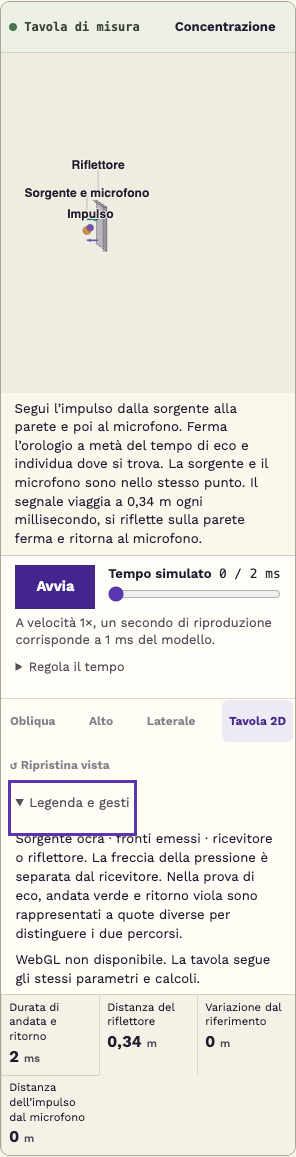 Tavola di misura
Concentrazione
Riflettore
Sorgente e microfono
Impulso
Segui l'impulso dalla sorgente alla
parete e poi al microfono. Ferma
l'orologio a metà del tempo di eco e
individua dove si trova. La sorgente e il
microfono sono nello stesso punto. Il
segnale viaggia a 0,34 m ogni
millisecondo, si riflette sulla parete
ferma e ritorna al microfono.
Avvia
Tempo simulato 0 / 2 ms
A velocità 1×, un secondo di riproduzione
corrisponde a 1 ms del modello.
▶ Regola il tempo
Obliqua
Alto
Laterale
Tavola 2D
↺ Ripristina vista
▼ Legenda e gesti
Sorgente ocra · fronti emessi · ricevitore
o riflettore. La freccia della pressione è
separata dal ricevitore. Nella prova di
eco, andata verde e ritorno viola sono
rappresentati a quote diverse per
distinguere i due percorsi.
WebGL non disponibile. La tavola segue
gli stessi parametri e calcoli.
Durata di
andata e
ritorno
2 ms
Distanza del
riflettore
0,34 m
Variazione dal
riferimento
0 m
Distanza
dell'impulso
dal microfono
0 m